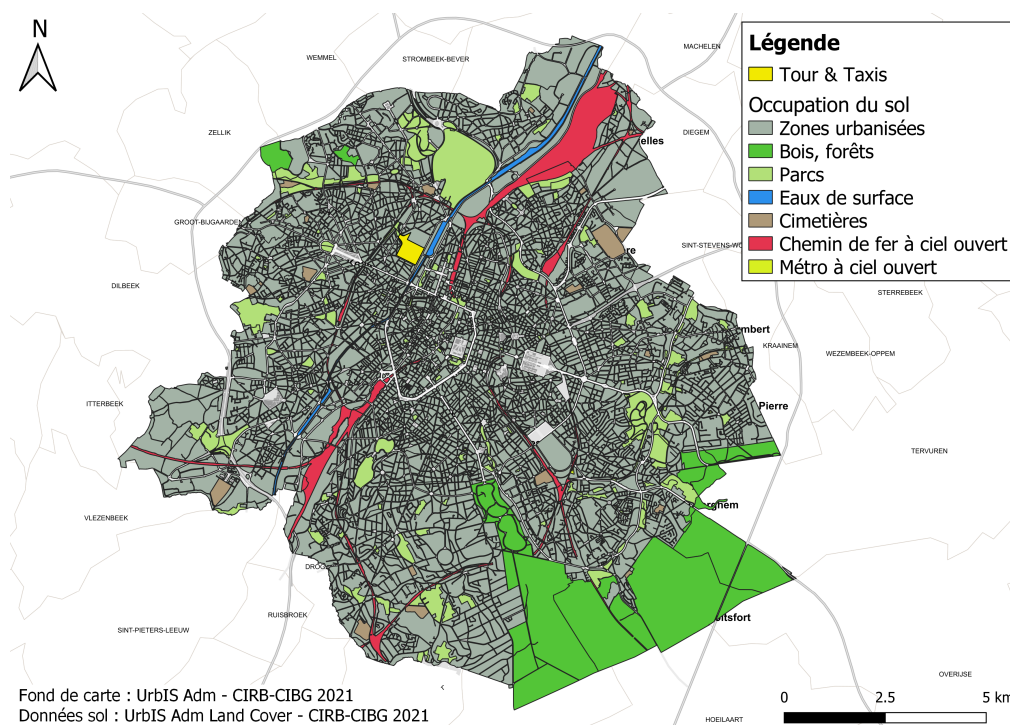 N
WEMMEL
STROMBEEK-BEVER
MACHELEN
ZELLIK
DIEGEM
elles
GROOT-BIJGAARDEN
SINT-STEVENS-WO
ere
DILBEEK
STERREBEEK
mbert
KRAAINEM
WEZEMBEEK-OPPEM
ITTERBEEK
Pierre
TERVUREN
VLEZENBEEK
rghem
DROG
RUISBROEK
oitsfort
SINT-PIETERS-LEEUW
OVERIJSE
HOEILAART
Légende
Tour & Taxis
Occupation du sol
Zones urbanisées
Bois, forêts
Parcs
Eaux de surface
Cimetières
Chemin de fer à ciel ouvert
Métro à ciel ouvert
Fond de carte : UrbIS Adm - CIRB-CIBG 2021
Données sol : UrbIS Adm Land Cover - CIRB-CIBG 2021
0 2.5 5 km